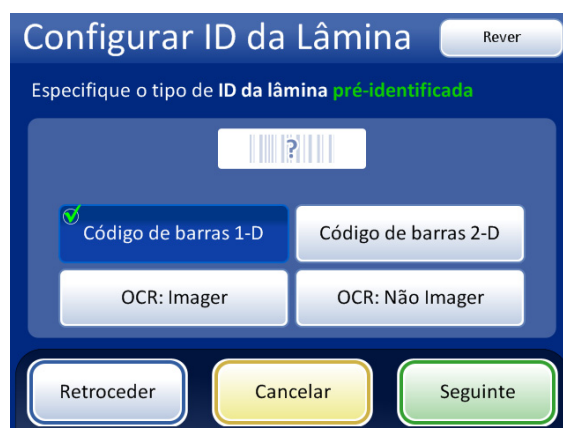 Configurar ID da Lâmina
Rever
Especifique o tipo de ID da lâmina pré-identificada
?
Código de barras 1-D
Código de barras 2-D
OCR: Imager
OCR: Não Imager
Retroceder
Cancelar
Seguinte